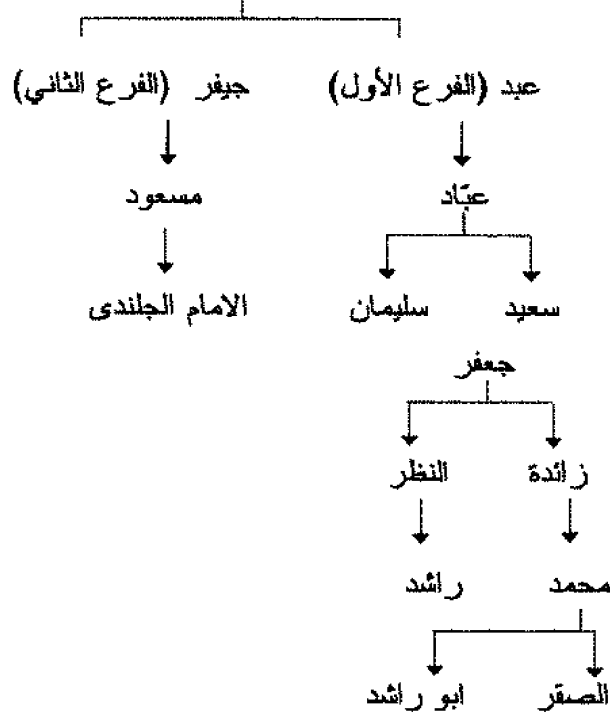 عبد (الفرع الأول) جيفر (الفرع الثاني)
عبّاد مسعود
سعيد سليمان الامام الجلندى
جعفر
زائدة النظر
محمد راشد
الصقر ابو راشد